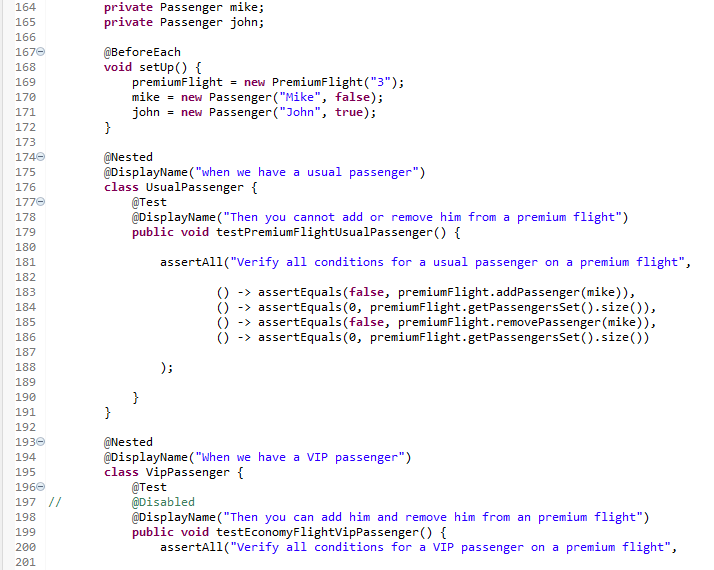 164 private Passenger mike;
165 private Passenger john;
166
167 @BeforeEach
168 void setUp() {
169 premiumFlight = new PremiumFlight("3");
170 mike = new Passenger("Mike", false);
171 john = new Passenger("John", true);
172 }
173
174 @Nested
175 @DisplayName("when we have a usual passenger")
176 class UsualPassenger {
177 @Test
178 @DisplayName("Then you cannot add or remove him from a premium flight")
179 public void testPremiumFlightUsualPassenger() {
180
181 assertAll("Verify all conditions for a usual passenger on a premium flight",
182
183 () -> assertEquals(false, premiumFlight.addPassenger(mike)),
184 () -> assertEquals(0, premiumFlight.getPassengersSet().size()),
185 () -> assertEquals(false, premiumFlight.removePassenger(mike)),
186 () -> assertEquals(0, premiumFlight.getPassengersSet().size())
187
188 );
189
190 }
191 }
192
193 @Nested
194 @DisplayName("When we have a VIP passenger")
195 class VipPassenger {
196 @Test
197 // @Disabled
198 @DisplayName("Then you can add him and remove him from an premium flight")
199 public void testEconomyFlightVipPassenger() {
200 assertAll("Verify all conditions for a VIP passenger on a premium flight",
201